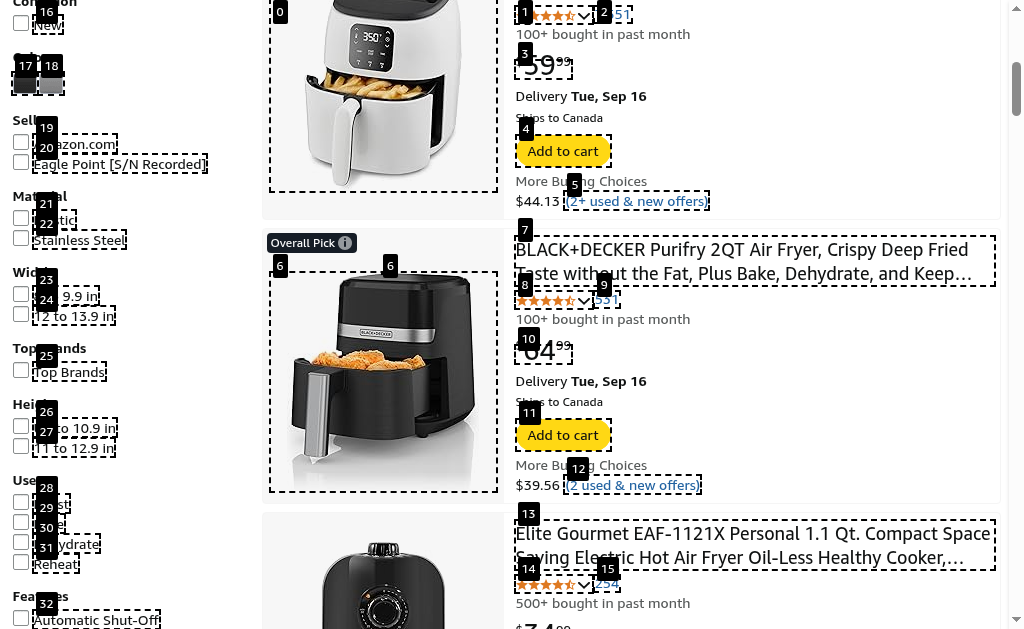 Condition
16
New
17
18
Sell
19
20
Amazon.com
Eagle Point [S/N Recorded]
Material
21
22
Plastic
Stainless Steel
Wid
23
24
9.9 in
12 to 13.9 in
Top Brands
25
Top Brands
Hei
26
27
to 10.9 in
11 to 12.9 in
Use
28
29
30
31
Dehydrate
Reheat
Features
32
Automatic Shut-Off
0
350°
1
2
100+ bought in past month
3
$59.99
Delivery Tue, Sep 16
Ships to Canada
4
Add to cart
More Buying Choices
5
$44.13 (2+ used & new offers)
Overall Pick
6
6
BLACK+DECKER
7
BLACK+DECKER Purifry 2QT Air Fryer, Crispy Deep Fried
Taste without the Fat, Plus Bake, Dehydrate, and Keep…
8
9
531
100+ bought in past month
10
$64.99
Delivery Tue, Sep 16
Ships to Canada
11
Add to cart
More Buying Choices
12
$39.56 (2 used & new offers)
13
Elite Gourmet EAF-1121X Personal 1.1 Qt. Compact Space
Saving Electric Hot Air Fryer Oil-Less Healthy Cooker,…
14
15
254
500+ bought in past month